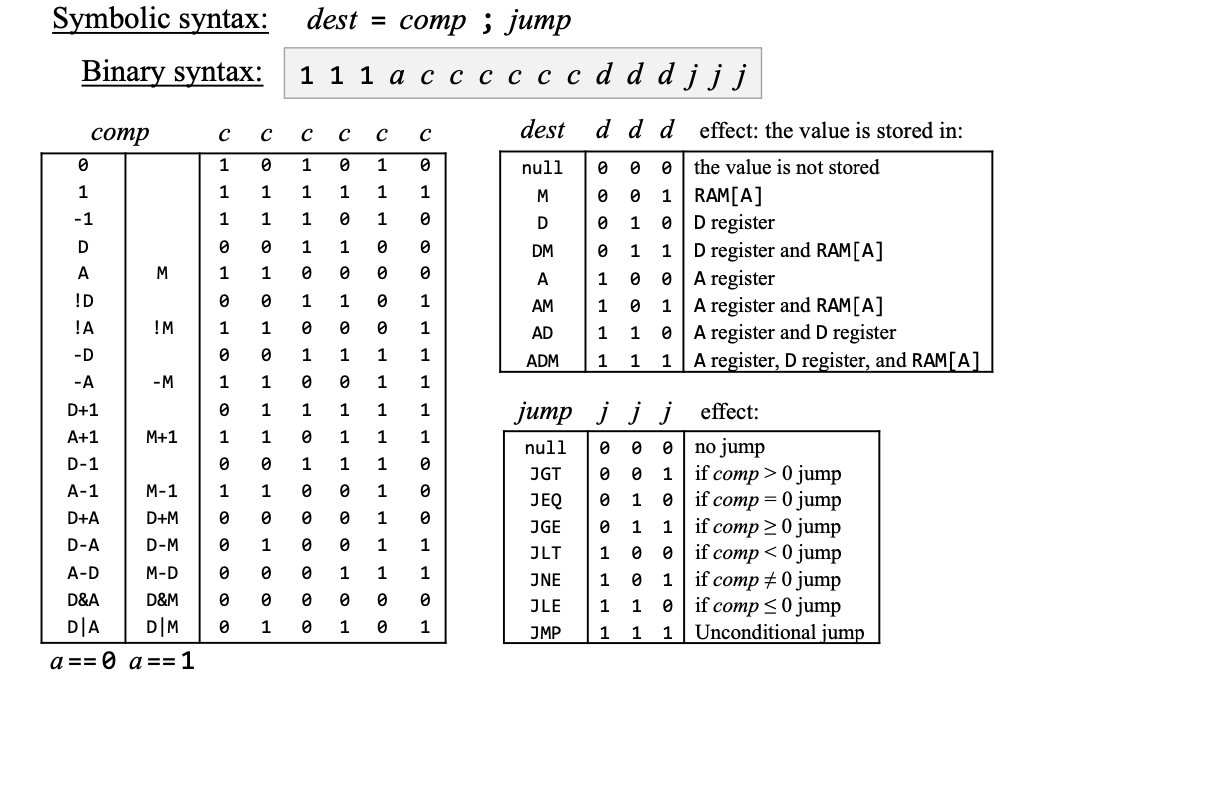 Symbolic syntax: dest = comp ; jump
Binary syntax: 1 1 1 a c c c c c c d d d j j j
comp c c c c c c
0 1 0 1 0 1 0
1 1 1 1 1 1 1
-1 1 1 1 0 1 0
D 0 0 1 1 0 0
A M 1 1 0 0 0 0
!D 0 0 1 1 0 1
!A !M 1 1 0 0 0 1
-D 0 0 1 1 1 1
-A -M 1 1 0 0 1 1
D+1 0 1 1 1 1 1
A+1 M+1 1 1 0 1 1 1
D-1 0 0 1 1 1 0
A-1 M-1 1 1 0 0 1 0
D+A D+M 0 0 0 0 1 0
D-A D-M 0 1 0 0 1 1
A-D M-D 0 0 0 1 1 1
D&A D&M 0 0 0 0 0 0
D|A D|M 0 1 0 1 0 1
a==0 a==1
dest d d d effect: the value is stored in:
null 0 0 0 the value is not stored
M 0 0 1 RAM[A]
D 0 1 0 D register
DM 0 1 1 D register and RAM[A]
A 1 0 0 A register
AM 1 0 1 A register and RAM[A]
AD 1 1 0 A register and D register
ADM 1 1 1 A register, D register, and RAM[A]
jump j j j effect:
null 0 0 0 no jump
JGT 0 0 1 if comp > 0 jump
JEQ 0 1 0 if comp = 0 jump
JGE 0 1 1 if comp ≥ 0 jump
JLT 1 0 0 if comp < 0 jump
JNE 1 0 1 if comp ≠ 0 jump
JLE 1 1 0 if comp ≤ 0 jump
JMP 1 1 1 Unconditional jump